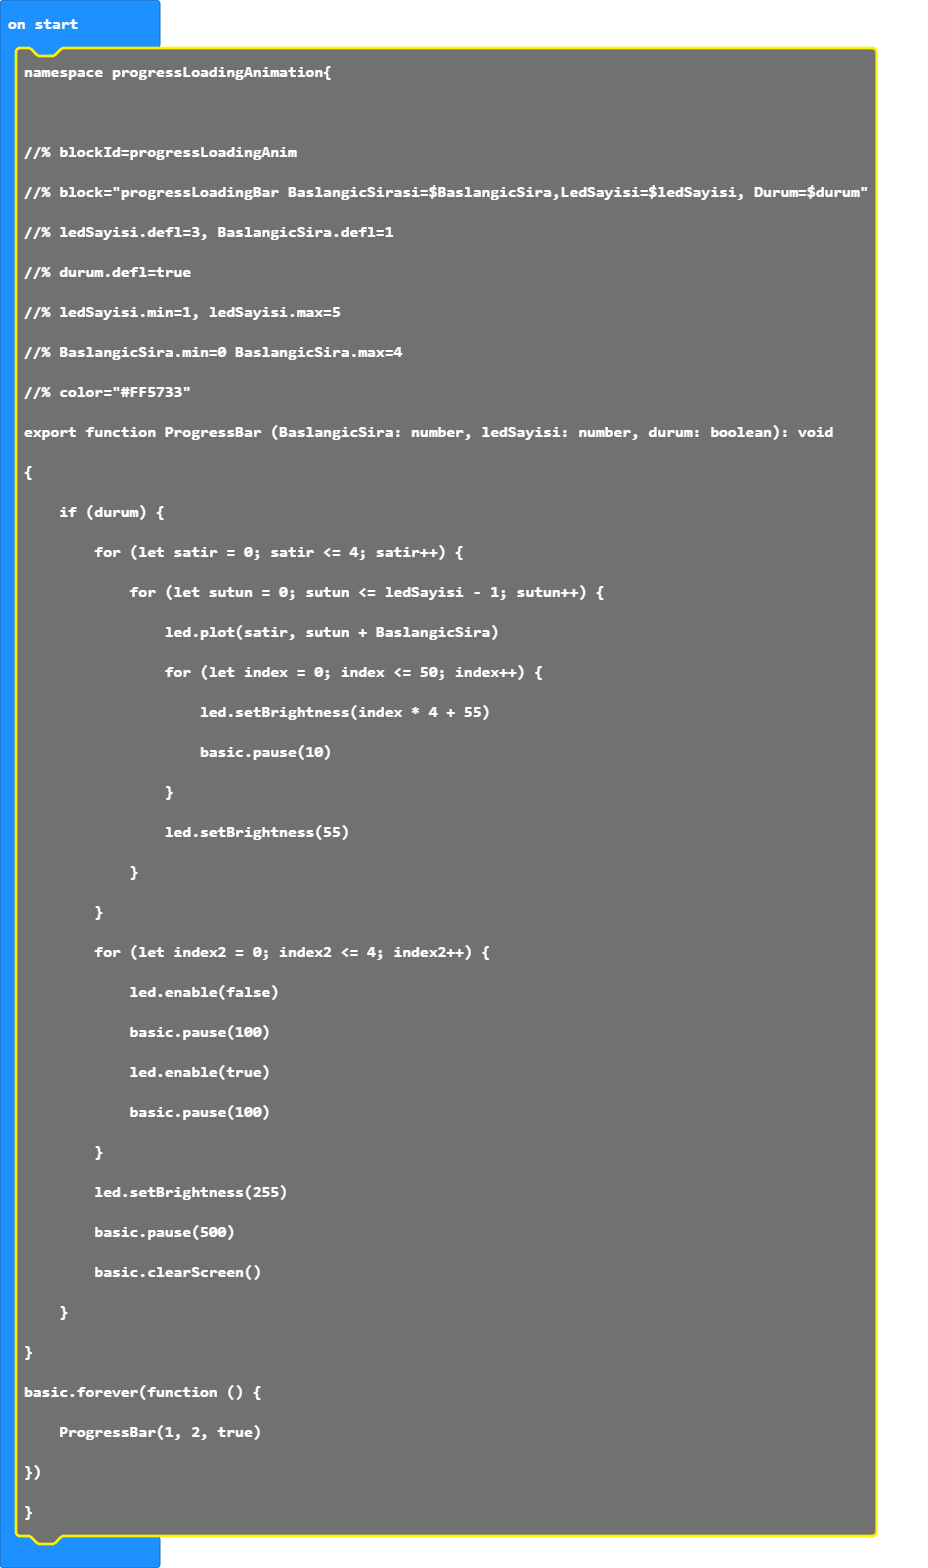 on start
namespace progressLoadingAnimation{
//% blockId=progressLoadingAnim
//% block="progressLoadingBar BaslangicSirasi=$BaslangicSira,LedSayisi=$ledSayisi, Durum=$durum"
//% ledSayisi.defl=3, BaslangicSira.defl=1
//% durum.defl=true
//% ledSayisi.min=1, ledSayisi.max=5
//% BaslangicSira.min=0 BaslangicSira.max=4
//% color="#FF5733"
export function ProgressBar (BaslangicSira: number, ledSayisi: number, durum: boolean): void
{
    if (durum) {
        for (let satir = 0; satir <= 4; satir++) {
            for (let sutun = 0; sutun <= ledSayisi - 1; sutun++) {
                led.plot(satir, sutun + BaslangicSira)
                for (let index = 0; index <= 50; index++) {
                    led.setBrightness(index * 4 + 55)
                    basic.pause(10)
                }
                led.setBrightness(55)
            }
        }
        for (let index2 = 0; index2 <= 4; index2++) {
            led.enable(false)
            basic.pause(100)
            led.enable(true)
            basic.pause(100)
        }
        led.setBrightness(255)
        basic.pause(500)
        basic.clearScreen()
    }
}
basic.forever(function () {
    ProgressBar(1, 2, true)
})
}